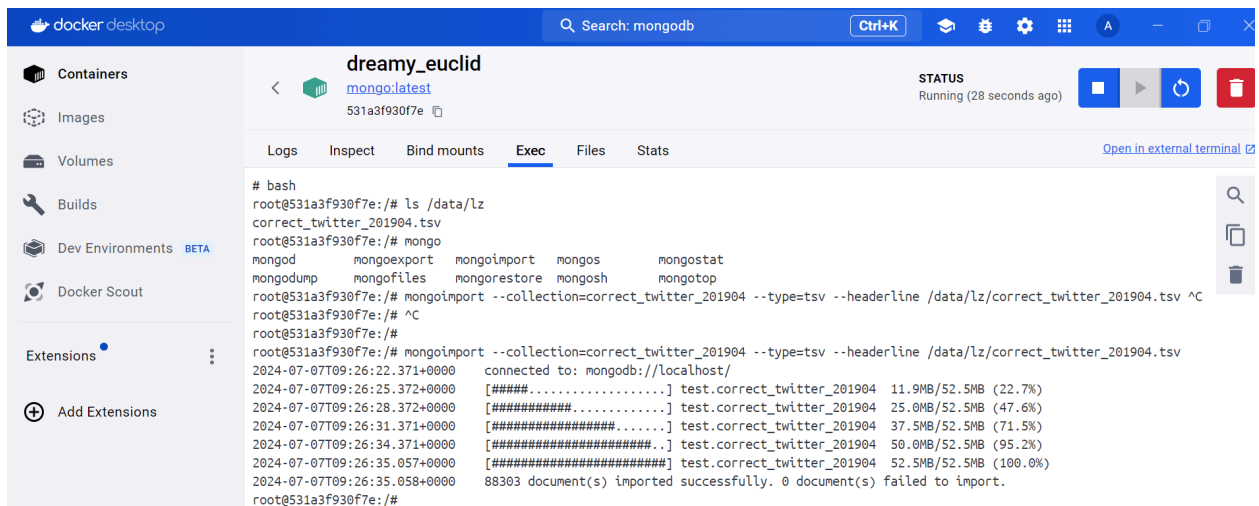 docker desktop
Search: mongodb
Ctrl+K
A
Containers
Images
Volumes
Builds
Dev Environments BETA
Docker Scout
Extensions
Add Extensions
dreamy_euclid
mongo:latest
531a3f930f7e
STATUS
Running (28 seconds ago)
Logs Inspect Bind mounts Exec Files Stats
Open in external terminal
# bash
root@531a3f930f7e:/# ls /data/lz
correct_twitter_201904.tsv
root@531a3f930f7e:/# mongo
mongod mongoexport mongoimport mongos mongostat
mongodump mongofiles mongorestore mongosh mongotop
root@531a3f930f7e:/# mongoimport --collection=correct_twitter_201904 --type=tsv --headerline /data/lz/correct_twitter_201904.tsv ^C
root@531a3f930f7e:/# ^C
root@531a3f930f7e:/#
root@531a3f930f7e:/# mongoimport --collection=correct_twitter_201904 --type=tsv --headerline /data/lz/correct_twitter_201904.tsv
2024-07-07T09:26:22.371+0000 connected to: mongodb://localhost/
2024-07-07T09:26:25.372+0000 [#####...................] test.correct_twitter_201904 11.9MB/52.5MB (22.7%)
2024-07-07T09:26:28.372+0000 [###########.............] test.correct_twitter_201904 25.0MB/52.5MB (47.6%)
2024-07-07T09:26:31.371+0000 [#################.......] test.correct_twitter_201904 37.5MB/52.5MB (71.5%)
2024-07-07T09:26:34.371+0000 [######################..] test.correct_twitter_201904 50.0MB/52.5MB (95.2%)
2024-07-07T09:26:35.057+0000 [########################] test.correct_twitter_201904 52.5MB/52.5MB (100.0%)
2024-07-07T09:26:35.058+0000 88303 document(s) imported successfully. 0 document(s) failed to import.
root@531a3f930f7e:/#